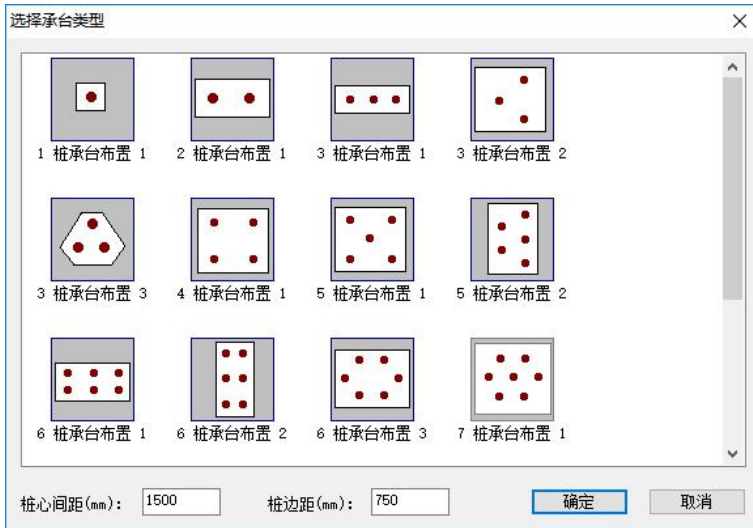 选择承台类型
1 桩承台布置 1 2 桩承台布置 1 3 桩承台布置 1 3 桩承台布置 2
3 桩承台布置 3 4 桩承台布置 1 5 桩承台布置 1 5 桩承台布置 2
6 桩承台布置 1 6 桩承台布置 2 6 桩承台布置 3 7 桩承台布置 1
桩心间距(mm): 1500 桩边距(mm): 750 确定 取消